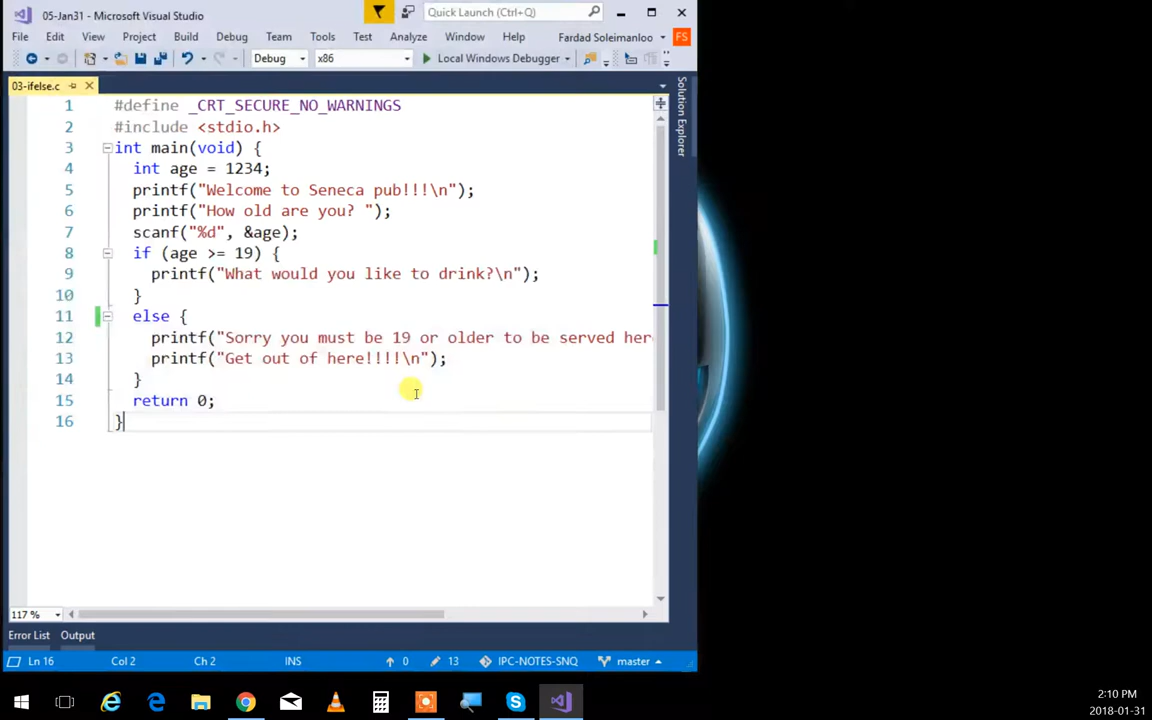 05-Jan31 - Microsoft Visual Studio
Quick Launch (Ctrl+Q)
File Edit View Project Build Debug Team Tools Test Analyze Window Help Fardad Soleimanloo FS
Debug x86 Local Windows Debugger
03-ifelse.c
Solution Explorer
1 #define _CRT_SECURE_NO_WARNINGS
2 #include <stdio.h>
3 int main(void) {
4 int age = 1234;
5 printf("Welcome to Seneca pub!!!\n");
6 printf("How old are you? ");
7 scanf("%d", &age);
8 if (age >= 19) {
9 printf("What would you like to drink?\n");
10 }
11 else {
12 printf("Sorry you must be 19 or older to be served her
13 printf("Get out of here!!!!\n");
14 }
15 return 0;
16 }
117 %
Error List Output
Ln 16 Col 2 Ch 2 INS 0 13 IPC-NOTES-SNQ master
2:10 PM
2018-01-31